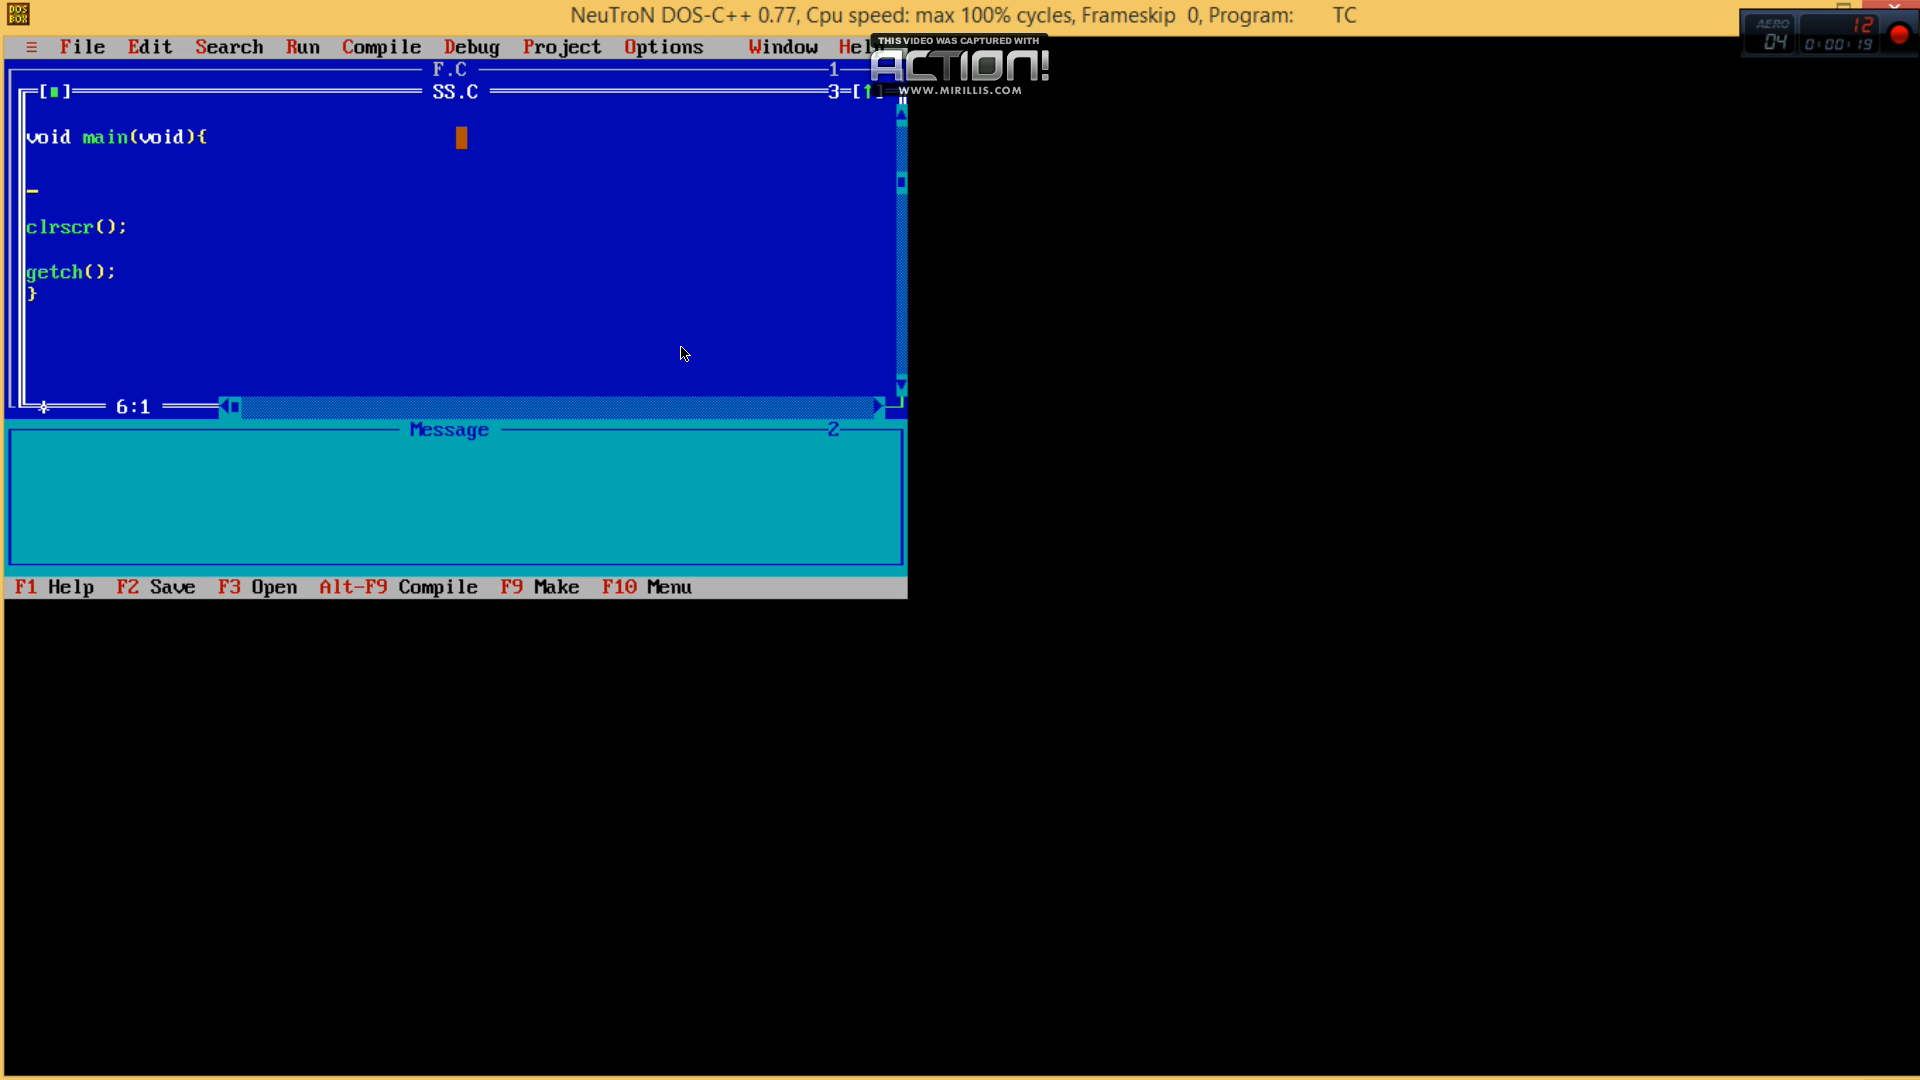 DOS
BOX
NeuTroN DOS-C++ 0.77, Cpu speed: max 100% cycles, Frameskip 0, Program: TC
≡ File Edit Search Run Compile Debug Project Options Window Help
THIS VIDEO WAS CAPTURED WITH
ACTION!
WWW.MIRILLIS.COM
AERO
04
12
0:00:19
F.C 1
[■] SS.C 3=[↑]
void main(void){
clrscr();
getch();
}
6:1
Message 2
F1 Help F2 Save F3 Open Alt-F9 Compile F9 Make F10 Menu